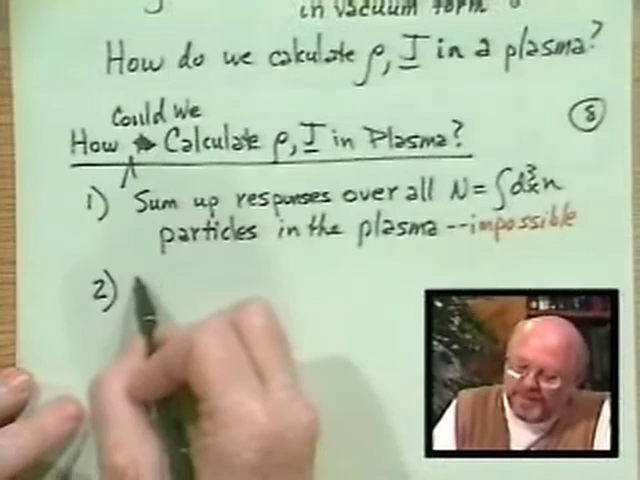 in vacuum form
How do we calculate ρ, J in a plasma?
8
Could we
How Calculate ρ, J in Plasma?
1) Sum up responses over all N = ∫d³x n
particles in the plasma -- impossible
2)